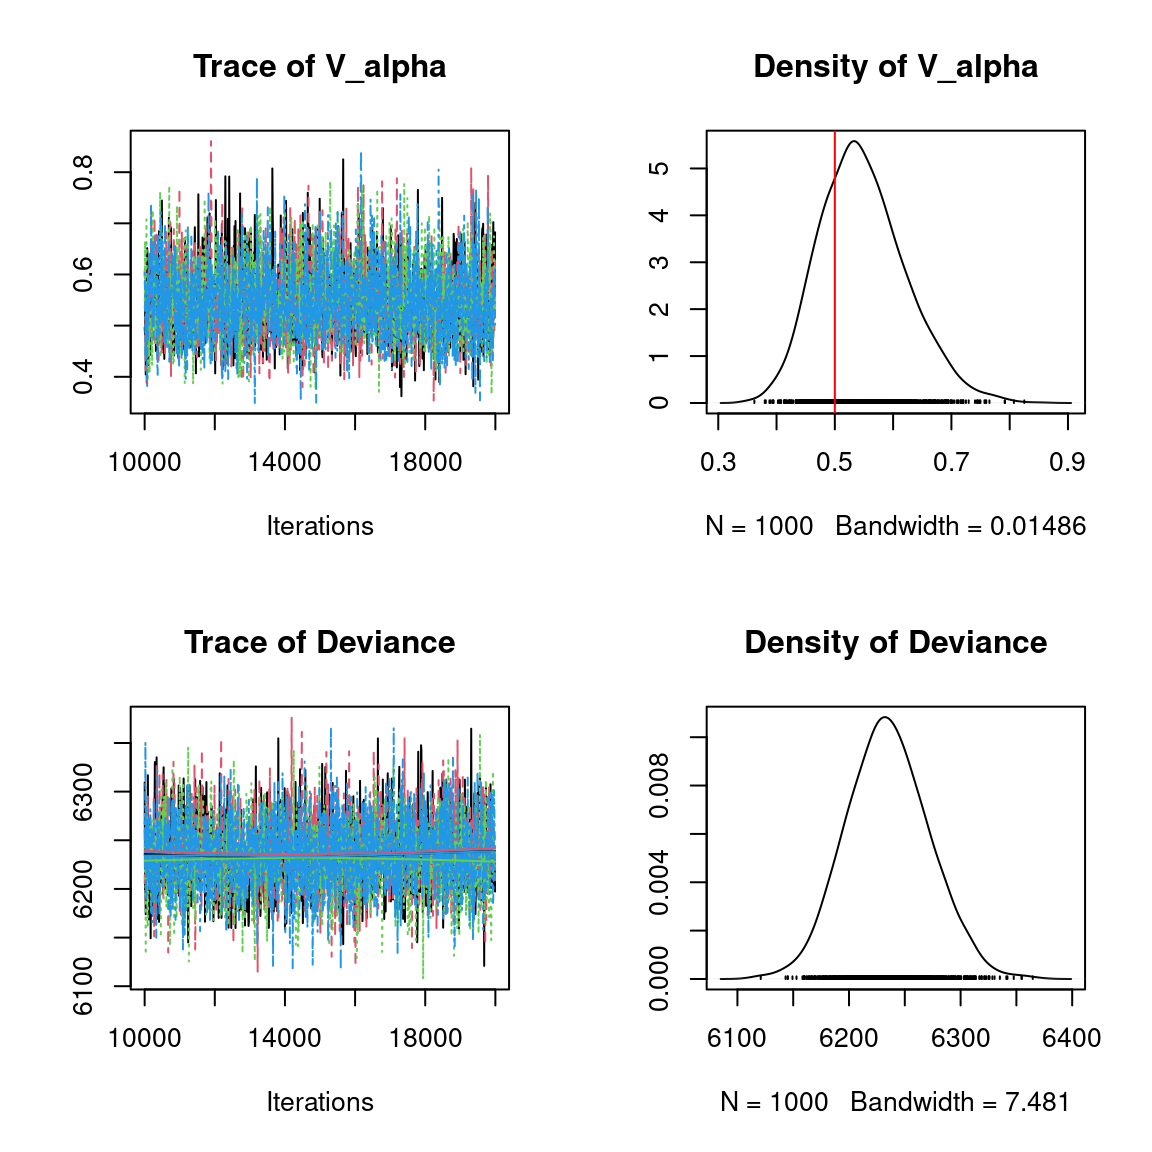 Trace of V_alpha
0.8
0.6
0.4
10000 14000 18000
Iterations
Density of V_alpha
5
4
3
2
1
0
0.3 0.5 0.7 0.9
N = 1000 Bandwidth = 0.01486
Trace of Deviance
6300
6200
6100
10000 14000 18000
Iterations
Density of Deviance
0.008
0.004
0.000
6100 6200 6300 6400
N = 1000 Bandwidth = 7.481